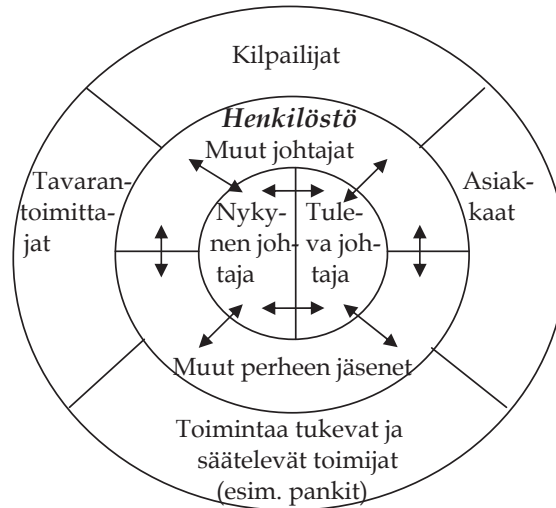 Kilpailijat
Henkilöstö
Muut johtajat
Tavaran-
toimitta-
jat
Asiak-
kaat
Nyky-
nen joh-
taja
Tule-
va joh-
taja
Muut perheen jäsenet
Toimintaa tukevat ja
säätelevät toimijat
(esim. pankit)